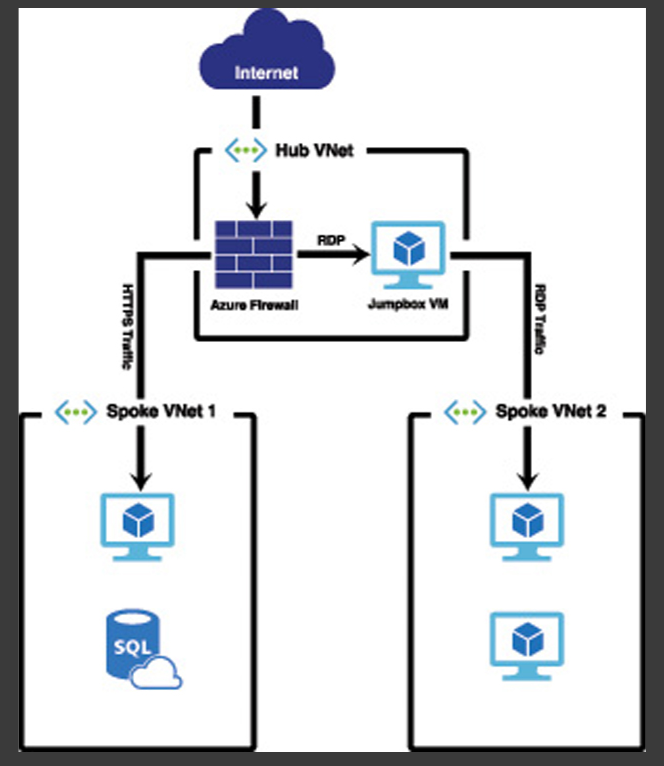 Internet
Hub VNet
RDP
Azure Firewall
Jumpbox VM
HTTPS Traffic
RDP Traffic
Spoke VNet 1
Spoke VNet 2
SQL